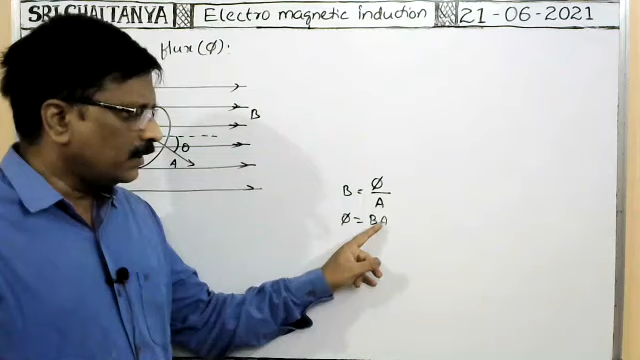 SRI CHAITANYA Electro magnetic induction 21-06-2021
flux (Ø):
B
θ
A
B = Ø / A
Ø = BA